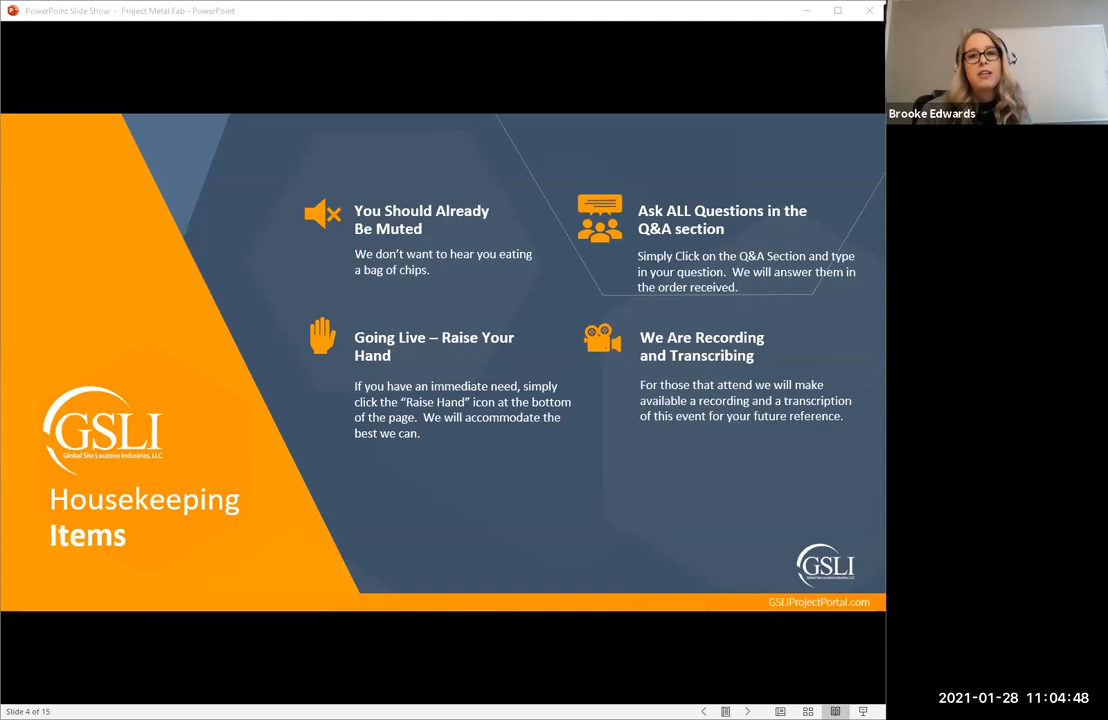 PowerPoint Slide Show - Project Metal Fab - PowerPoint
Brooke Edwards
You Should Already
Be Muted
We don't want to hear you eating
a bag of chips.
Ask ALL Questions in the
Q&A section
Simply Click on the Q&A Section and type
in your question. We will answer them in
the order received.
Going Live – Raise Your
Hand
If you have an immediate need, simply
click the “Raise Hand” icon at the bottom
of the page. We will accommodate the
best we can.
We Are Recording
and Transcribing
For those that attend we will make
available a recording and a transcription
of this event for your future reference.
GSLI
Global Site Location Industries, LLC
Housekeeping
Items
GSLI
Global Site Location Industries, LLC
GSLIProjectPortal.com
2021-01-28 11:04:48
Slide 4 of 15